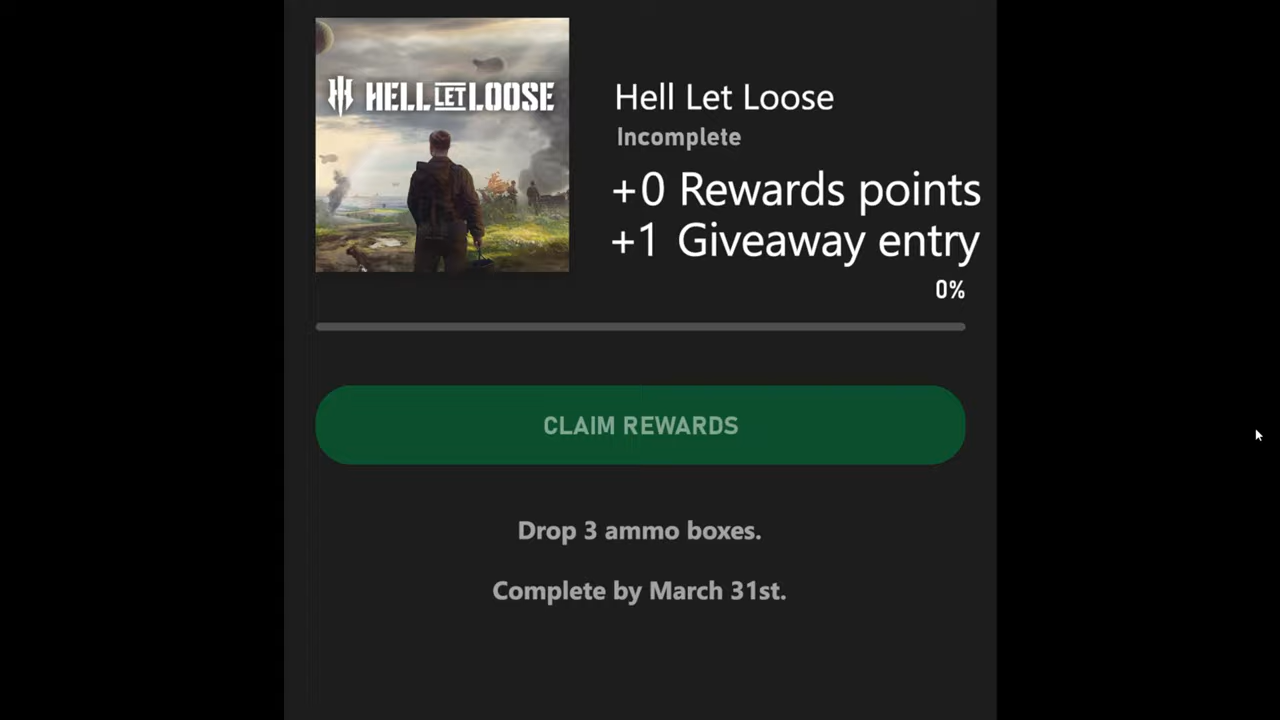 HELL LET LOOSE
Hell Let Loose
Incomplete
+0 Rewards points
+1 Giveaway entry
0%
CLAIM REWARDS
Drop 3 ammo boxes.
Complete by March 31st.